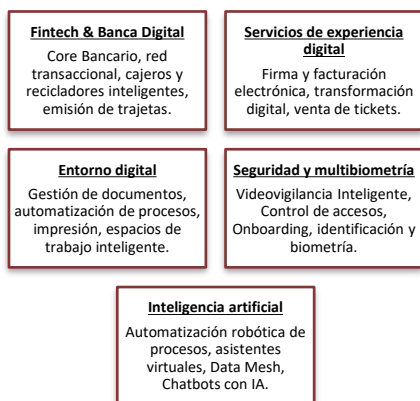 Fintech & Banca Digital
Core Bancario, red
transaccional, cajeros y
recicladores inteligentes,
emisión de trajetas.
Servicios de experiencia
digital
Firma y facturación
electrónica, transformación
digital, venta de tickets.
Entorno digital
Gestión de documentos,
automatización de procesos,
impresión, espacios de
trabajo inteligente.
Seguridad y multibiometría
Videovigilancia Inteligente,
Control de accesos,
Onboarding, identificación y
biometría.
Inteligencia artificial
Automatización robótica de
procesos, asistentes
virtuales, Data Mesh,
Chatbots con IA.